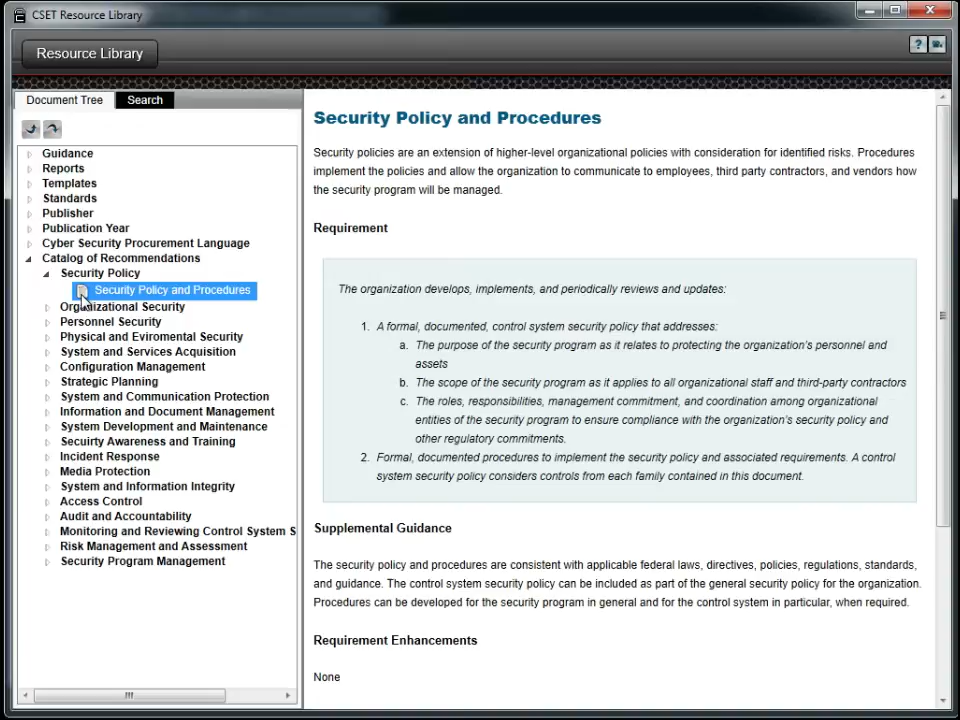 CSET Resource Library
Resource Library
?
Document Tree
Search
Guidance
Reports
Templates
Standards
Publisher
Publication Year
Cyber Security Procurement Language
Catalog of Recommendations
Security Policy
Security Policy and Procedures
Organizational Security
Personnel Security
Physical and Enviromental Security
System and Services Acquisition
Configuration Management
Strategic Planning
System and Communication Protection
Information and Document Management
System Development and Maintenance
Secuirty Awareness and Training
Incident Response
Media Protection
System and Information Integrity
Access Control
Audit and Accountability
Monitoring and Reviewing Control System S
Risk Management and Assessment
Security Program Management
Security Policy and Procedures
Security policies are an extension of higher-level organizational policies with consideration for identified risks. Procedures
implement the policies and allow the organization to communicate to employees, third party contractors, and vendors how
the security program will be managed.
Requirement
The organization develops, implements, and periodically reviews and updates:
1. A formal, documented, control system security policy that addresses:
a. The purpose of the security program as it relates to protecting the organization's personnel and
assets
b. The scope of the security program as it applies to all organizational staff and third-party contractors
c. The roles, responsibilities, management commitment, and coordination among organizational
entities of the security program to ensure compliance with the organization's security policy and
other regulatory commitments.
2. Formal, documented procedures to implement the security policy and associated requirements. A control
system security policy considers controls from each family contained in this document.
Supplemental Guidance
The security policy and procedures are consistent with applicable federal laws, directives, policies, regulations, standards,
and guidance. The control system security policy can be included as part of the general security policy for the organization.
Procedures can be developed for the security program in general and for the control system in particular, when required.
Requirement Enhancements
None